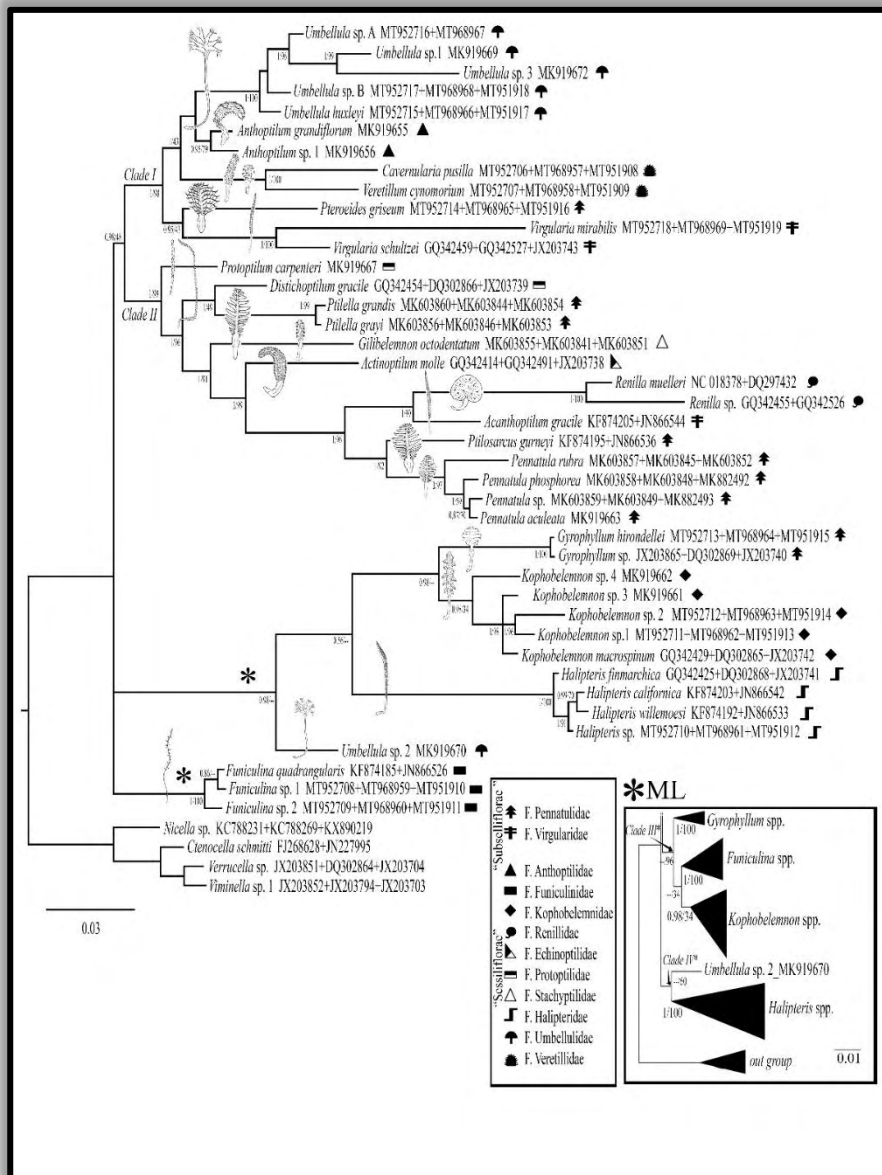 Umbellula sp. A MT952716+MT968967
Umbellula sp.1 MK919669
Umbellula sp. 3 MK919672
Umbellula sp. B MT952717−MT968968−MT951918
Umbellula huxleyi MT952715+MT968966+MT951917
Anthoptilum grandiflorum MK919655
Anthoptilum sp. 1 MK919656
Cavernularia pusilla MT952706+MT968957+MT951908
Veretillum cynomorium MT952707+MT968958+MT951909
Clade I
Pteroeides griseum MT952714+MT968965+MT951916
Virgularia mirabilis MT952718+MT968969−MT951919
Virgularia schultzei GQ342459−GQ342527+JX203743
Protoptilum carpenteri MK919667
Distichoptilum gracile GQ342454+DQ302866+JX203739
Clade II
Ptilella grandis MK603860+MK603844+MK603854
Ptilella grayi MK603856+MK603846+MK603853
Gilibelemnon octodentatum MK603855+MK603841+MK603851
Actinoptilum molle GQ342414+GQ342491+JX203738
Renilla muelleri NC 018378+DQ297432
Renilla sp. GQ342455+GQ342526
Acanthoptilum gracile KF874205+JN866544
Ptilosarcus gurneyi KF874195+JN866536
Pennatula rubra MK603857+MK603845+MK603852
Pennatula phosphorea MK603858+MK603848+MK882492
Pennatula sp. MK603859+MK603849−MK882493
Pennatula aculeata MK919663
Gyrophyllum hirondellei MT952713+MT968964+MT951915
Gyrophyllum sp. JX203865−DQ302869+JX203740
Kophobelemnon sp. 4 MK919662
Kophobelemnon sp. 3 MK919661
Kophobelemnon sp. 2 MT952712+MT968963+MT951914
Kophobelemnon sp.1 MT952711−MT968962−MT951913
Kophobelemnon macrospinum GQ342429+DQ302865−JX203742
Halipteris finmarchica GQ342425+DQ302868+JX203741
Halipteris californica KF874203+JN866542
Halipteris willemoesi KF874192+JN866533
Halipteris sp. MT952710+MT968961−MT951912
*
Umbellula sp. 2 MK919670
*
Funiculina quadrangularis KF874185+JN866526
Funiculina sp. 1 MT952708+MT968959−MT951910
Funiculina sp. 2 MT952709+MT968960+MT951911
Nicella sp. KC788231+KC788269+KX890219
Ctenocella schmitti FJ268628+JN227995
Verrucella sp. JX203851+DQ302864+JX203704
Viminella sp. 1 JX203852+JX203794−JX203703
0.03
"Subselliflorae"
F. Pennatulidae
F. Virgularidae
"Sessiliflorae"
F. Anthoptilidae
F. Funiculinidae
F. Kophobelemnidae
F. Renillidae
F. Echinoptilidae
F. Protoptilidae
F. Stachyptilidae
F. Halipteridae
F. Umbellulidae
F. Veretillidae
*ML
Gyrophyllum spp.
Clade III*
1/100
--/96
Funiculina spp.
1/100
--/34
0.98/34
Kophobelemnon spp.
Clade IV*
Umbellula sp. 2_MK919670
--/60
Halipteris spp.
1/100
out group
0.01